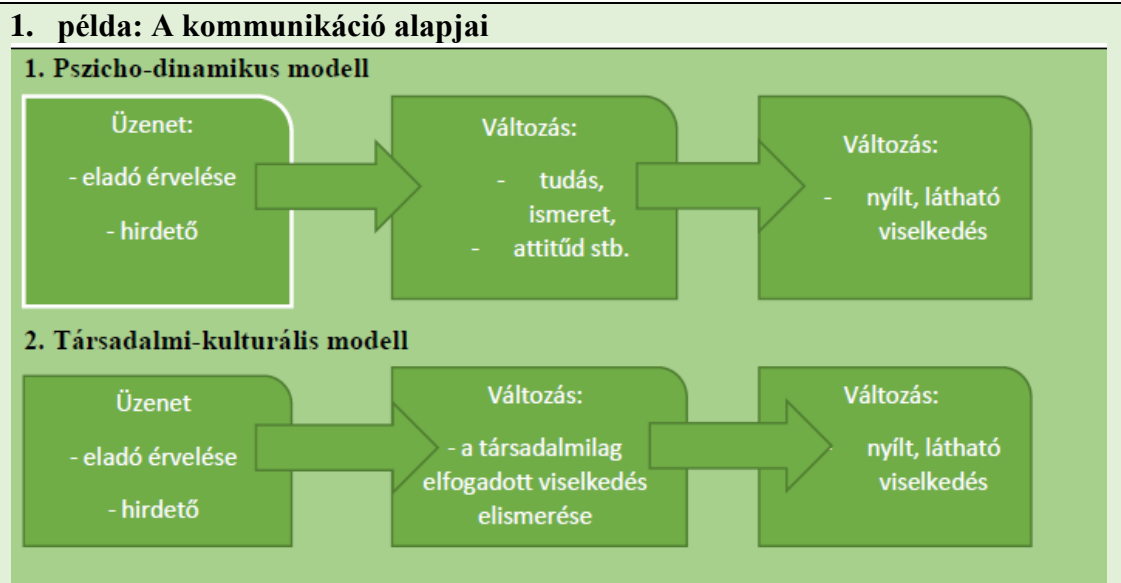 1. példa: A kommunikáció alapjai
1. Pszicho-dinamikus modell
Üzenet:
- eladó érvelése
- hirdető
Változás:
- tudás,
ismeret,
- attitűd stb.
Változás:
- nyílt, látható
viselkedés
2. Társadalmi-kulturális modell
Üzenet
- eladó érvelése
- hirdető
Változás:
- a társadalmilag
elfogadott viselkedés
elismerése
Változás:
- nyílt, látható
viselkedés